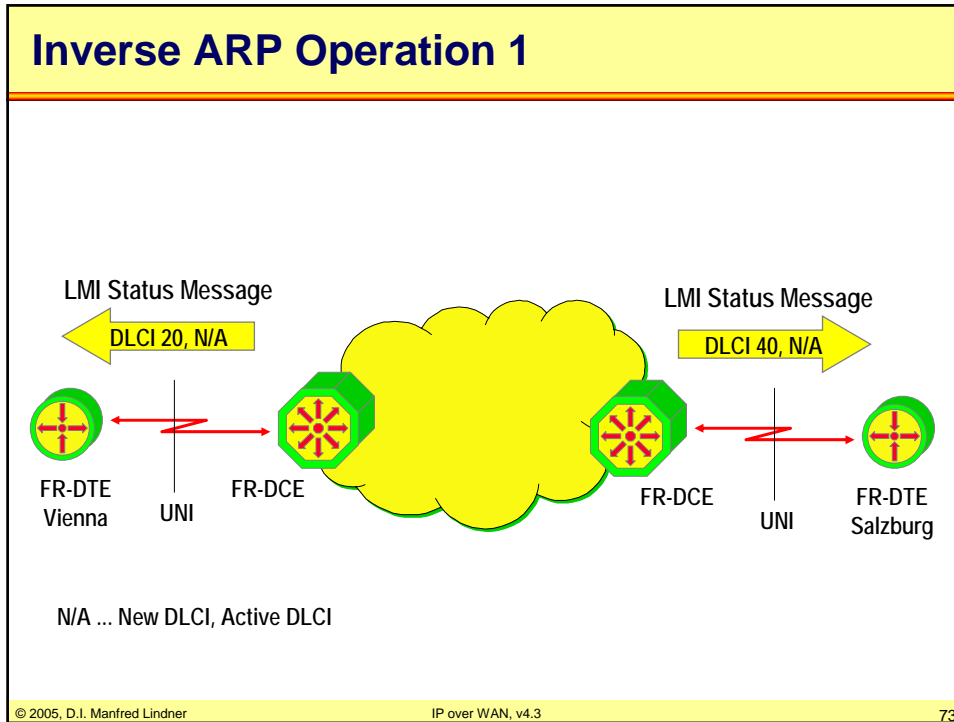 Inverse ARP Operation 1
LMI Status Message
DLCI 20, N/A
LMI Status Message
DLCI 40, N/A
FR-DTE
Vienna
UNI
FR-DCE
FR-DCE
UNI
FR-DTE
Salzburg
N/A ... New DLCI, Active DLCI
© 2005, D.I. Manfred Lindner
IP over WAN, v4.3
73